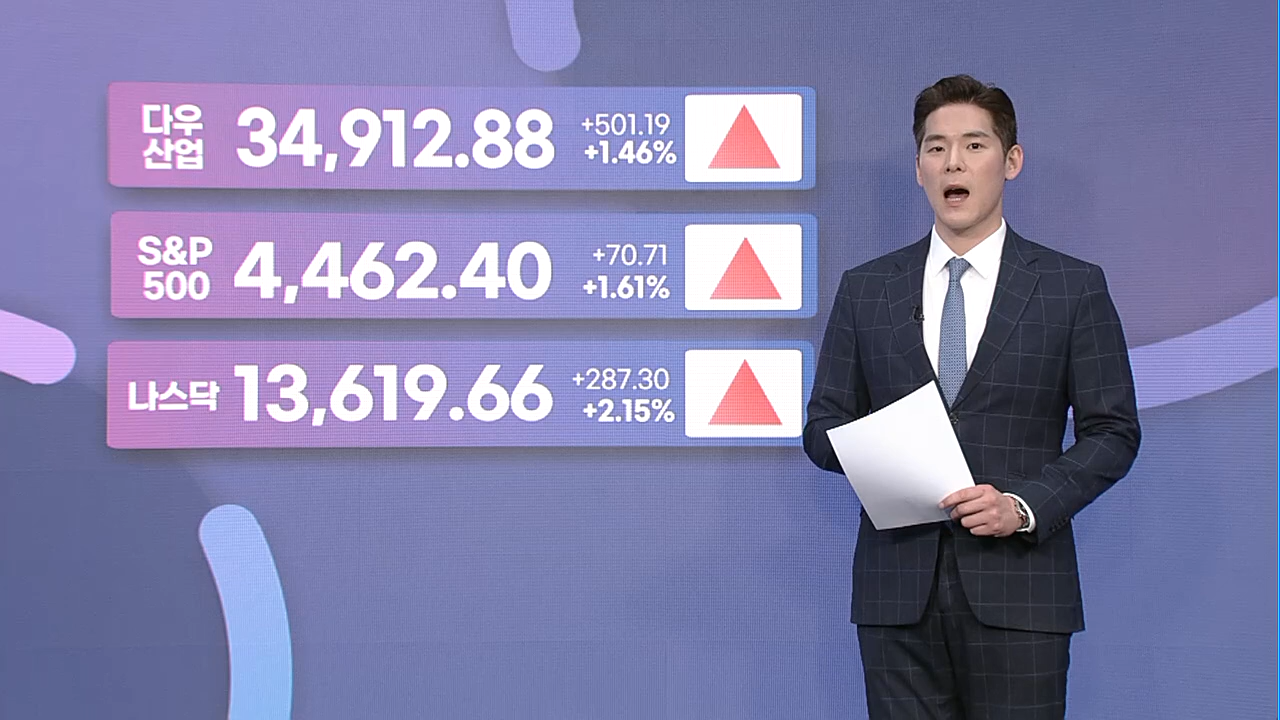 다우
산업
34,912.88
+501.19
+1.46%
S&P
500
4,462.40
+70.71
+1.61%
나스닥
13,619.66
+287.30
+2.15%